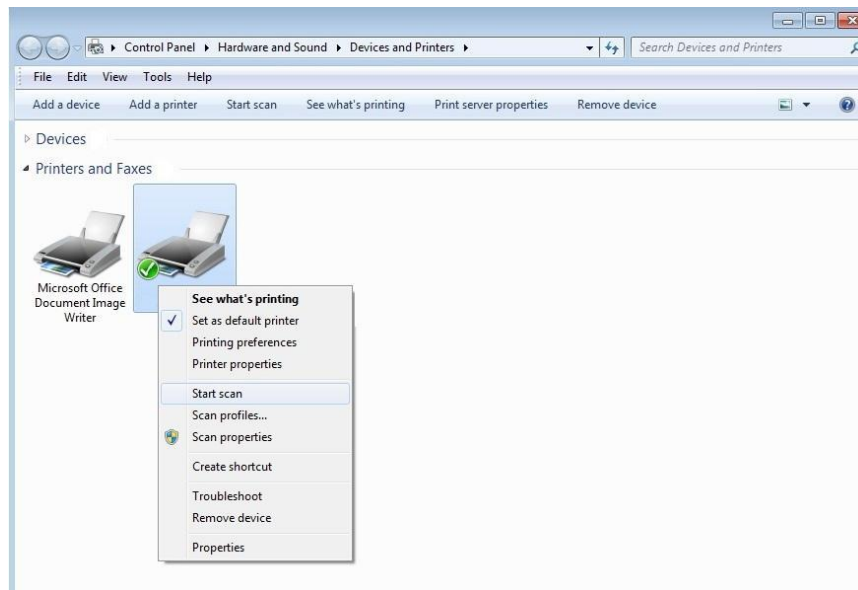 Control Panel ▸ Hardware and Sound ▸ Devices and Printers ▸ Search Devices and Printers
File Edit View Tools Help
Add a device Add a printer Start scan See what's printing Print server properties Remove device
Devices
Printers and Faxes
Microsoft Office
Document Image
Writer
See what's printing
Set as default printer
Printing preferences
Printer properties
Start scan
Scan profiles...
Scan properties
Create shortcut
Troubleshoot
Remove device
Properties